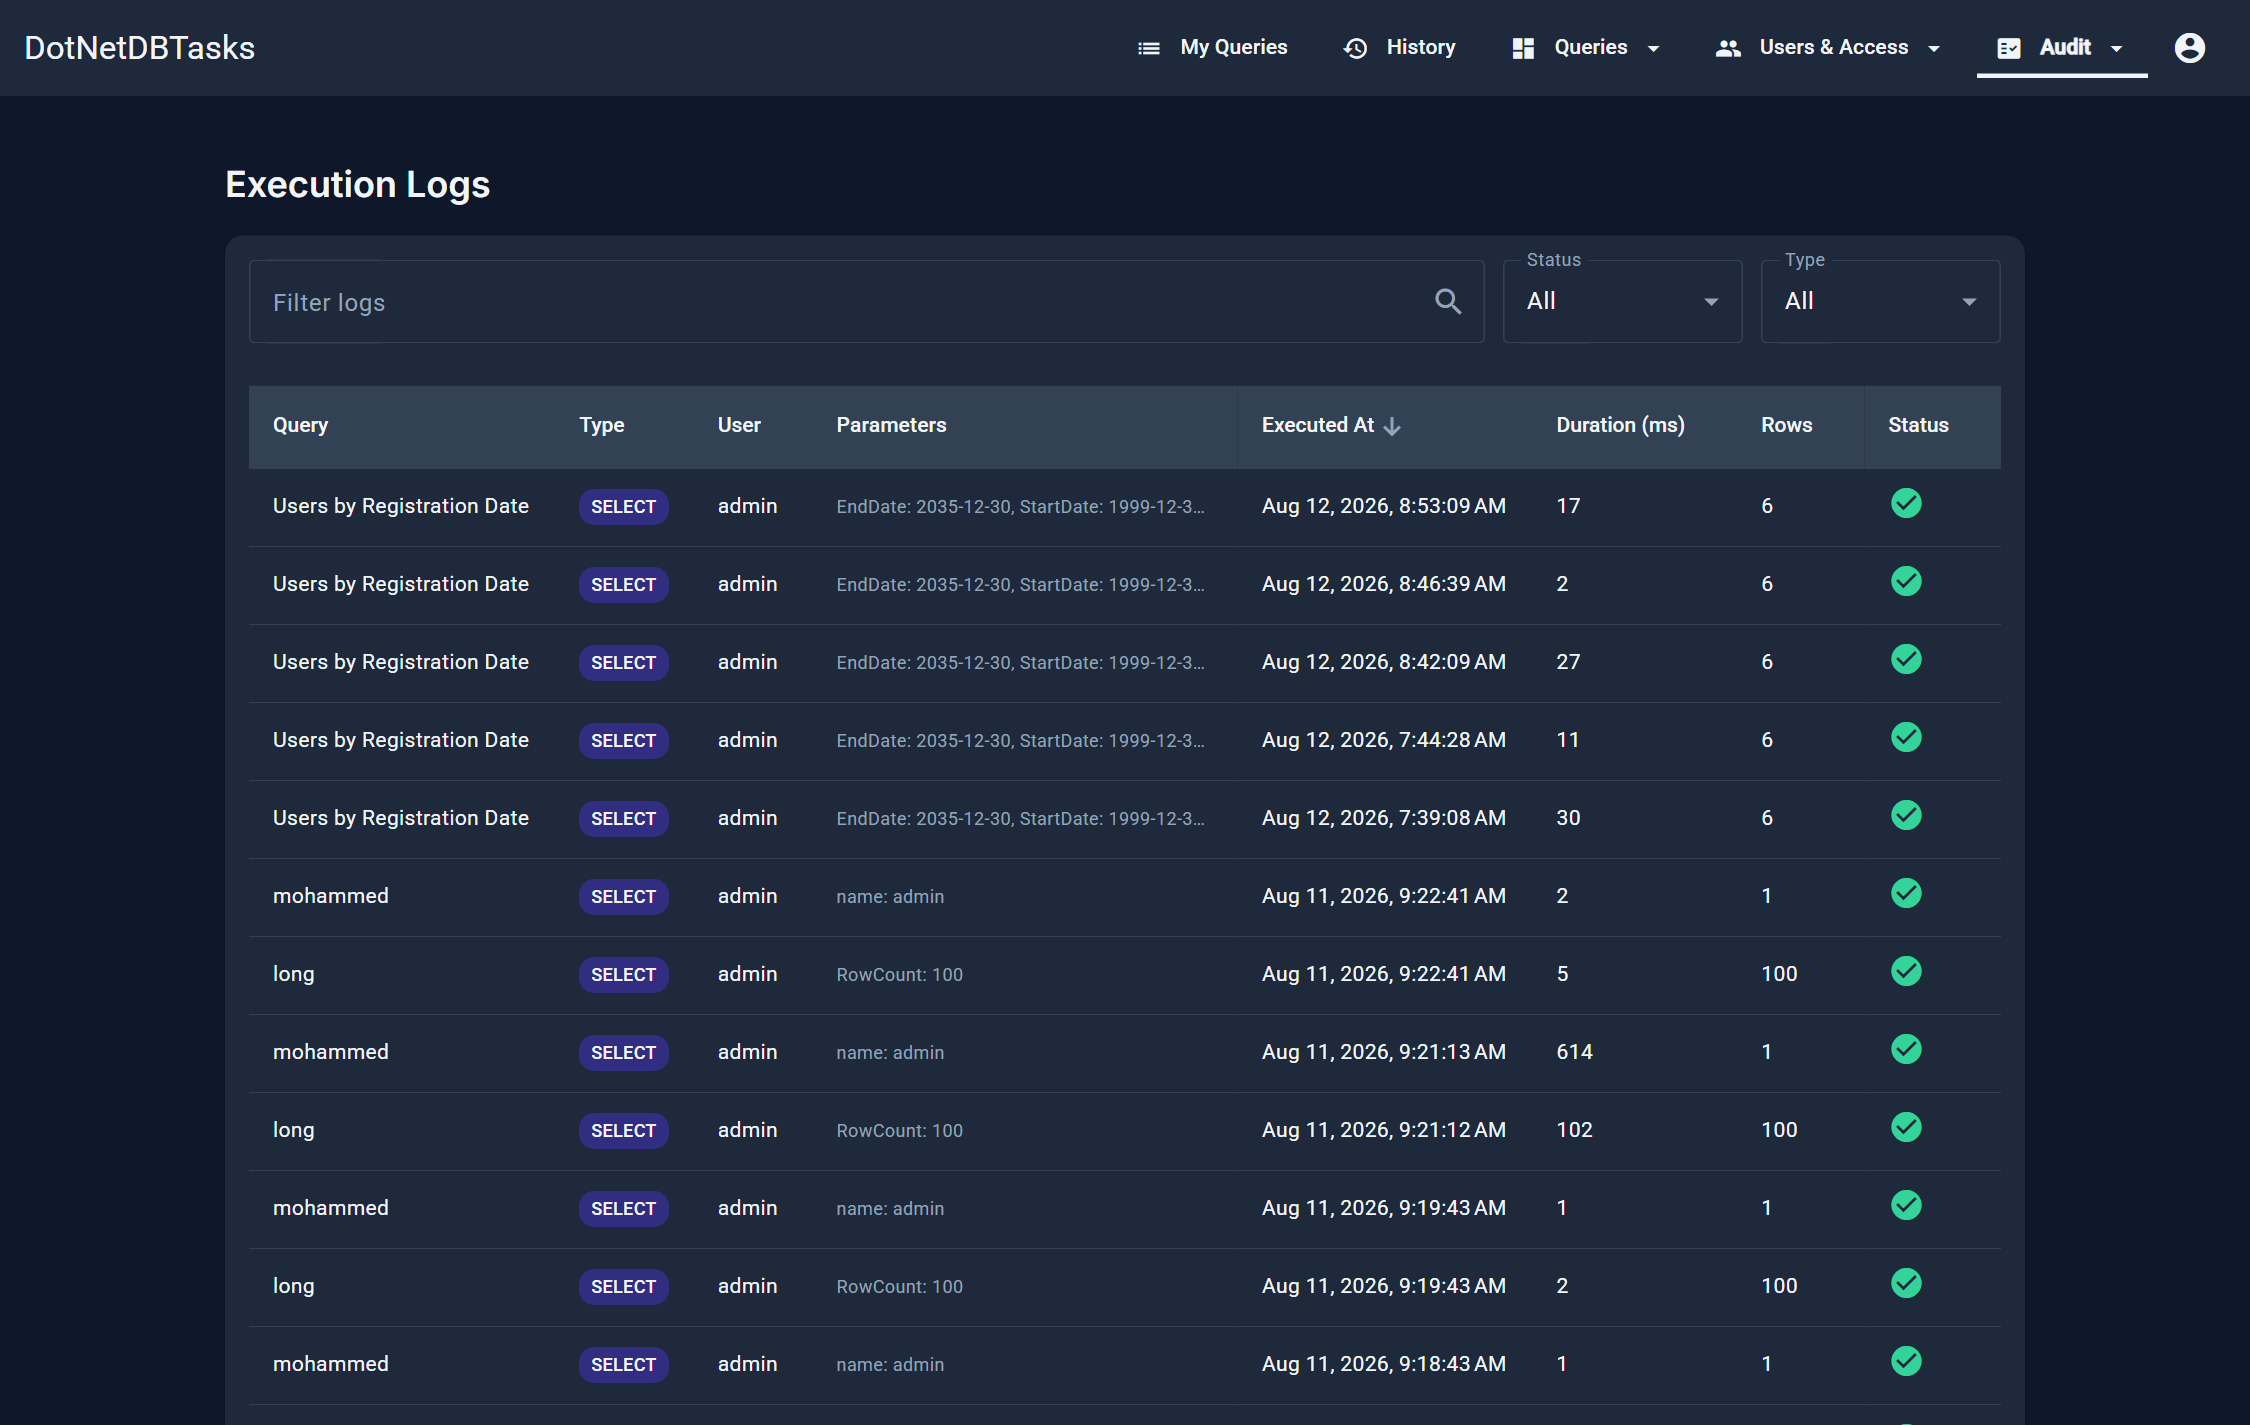 DotNetDBTasks My Queries History Queries Users & Access Audit
Execution Logs
Status Type
Filter logs All All
Query Type User Parameters Executed At Duration (ms) Rows Status
Users by Registration Date SELECT admin EndDate: 2035-12-30, StartDate: 1999-12-3... Aug 12, 2026, 8:53:09 AM 17 6
Users by Registration Date SELECT admin EndDate: 2035-12-30, StartDate: 1999-12-3... Aug 12, 2026, 8:46:39 AM 2 6
Users by Registration Date SELECT admin EndDate: 2035-12-30, StartDate: 1999-12-3... Aug 12, 2026, 8:42:09 AM 27 6
Users by Registration Date SELECT admin EndDate: 2035-12-30, StartDate: 1999-12-3... Aug 12, 2026, 7:44:28 AM 11 6
Users by Registration Date SELECT admin EndDate: 2035-12-30, StartDate: 1999-12-3... Aug 12, 2026, 7:39:08 AM 30 6
mohammed SELECT admin name: admin Aug 11, 2026, 9:22:41 AM 2 1
long SELECT admin RowCount: 100 Aug 11, 2026, 9:22:41 AM 5 100
mohammed SELECT admin name: admin Aug 11, 2026, 9:21:13 AM 614 1
long SELECT admin RowCount: 100 Aug 11, 2026, 9:21:12 AM 102 100
mohammed SELECT admin name: admin Aug 11, 2026, 9:19:43 AM 1 1
long SELECT admin RowCount: 100 Aug 11, 2026, 9:19:43 AM 2 100
mohammed SELECT admin name: admin Aug 11, 2026, 9:18:43 AM 1 1